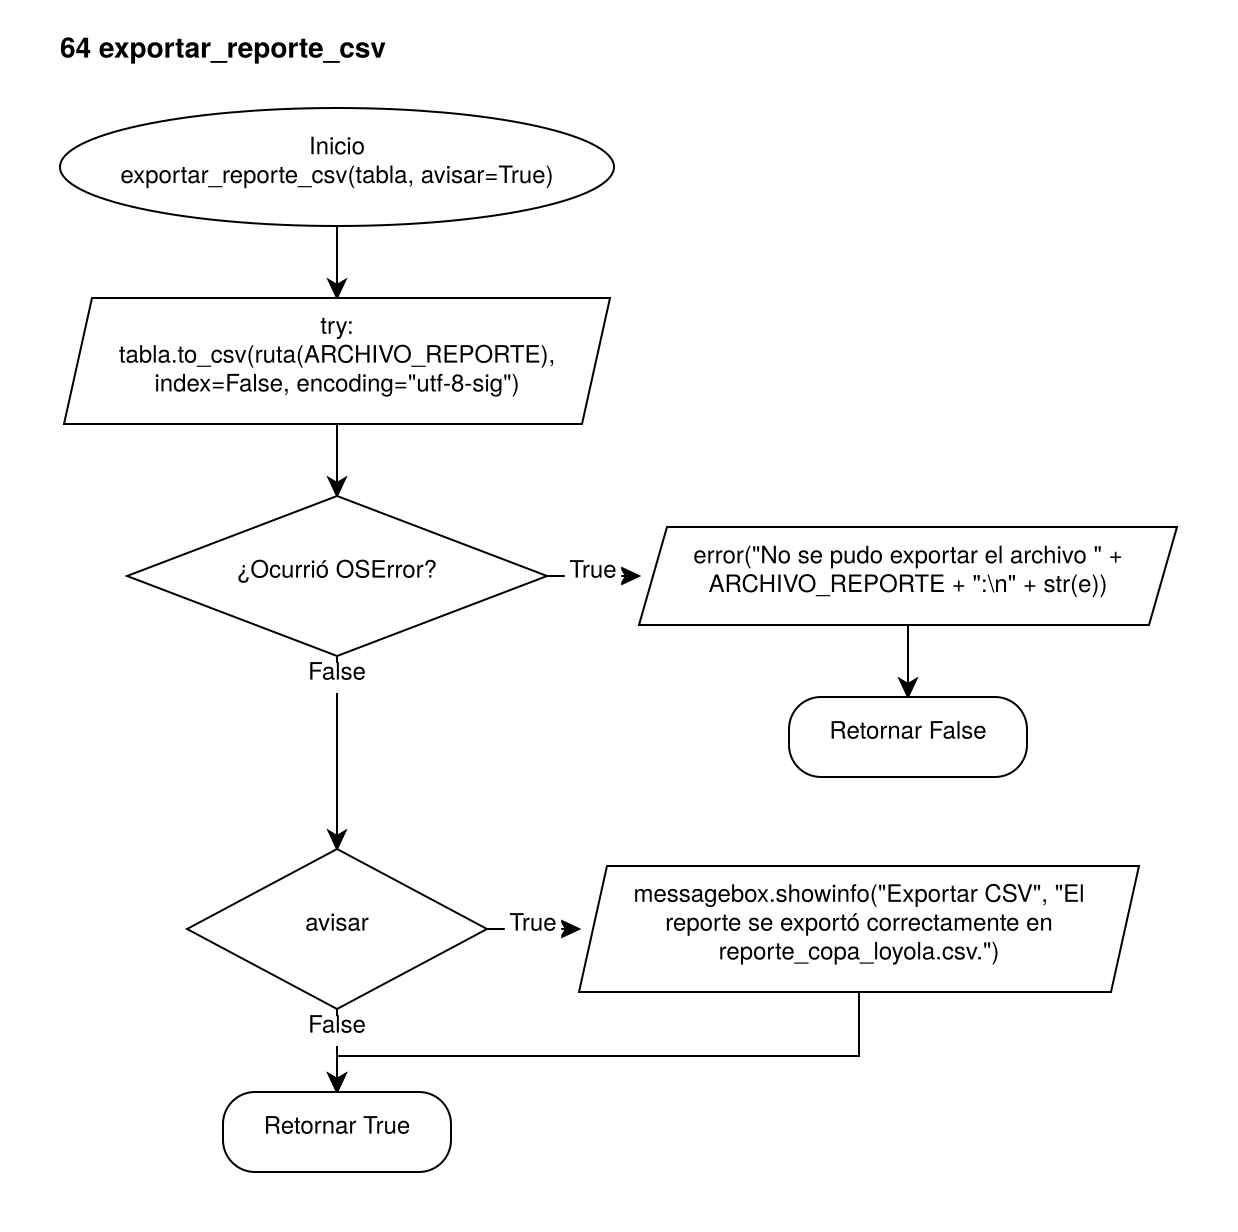 64 exportar_reporte_csv
Inicio
exportar_reporte_csv(tabla, avisar=True)
try:
tabla.to_csv(ruta(ARCHIVO_REPORTE),
index=False, encoding="utf-8-sig")
¿Ocurrió OSError?
True
error("No se pudo exportar el archivo " +
ARCHIVO_REPORTE + ":\n" + str(e))
False
Retornar False
avisar
True
messagebox.showinfo("Exportar CSV", "El
reporte se exportó correctamente en
reporte_copa_loyola.csv.")
False
Retornar True